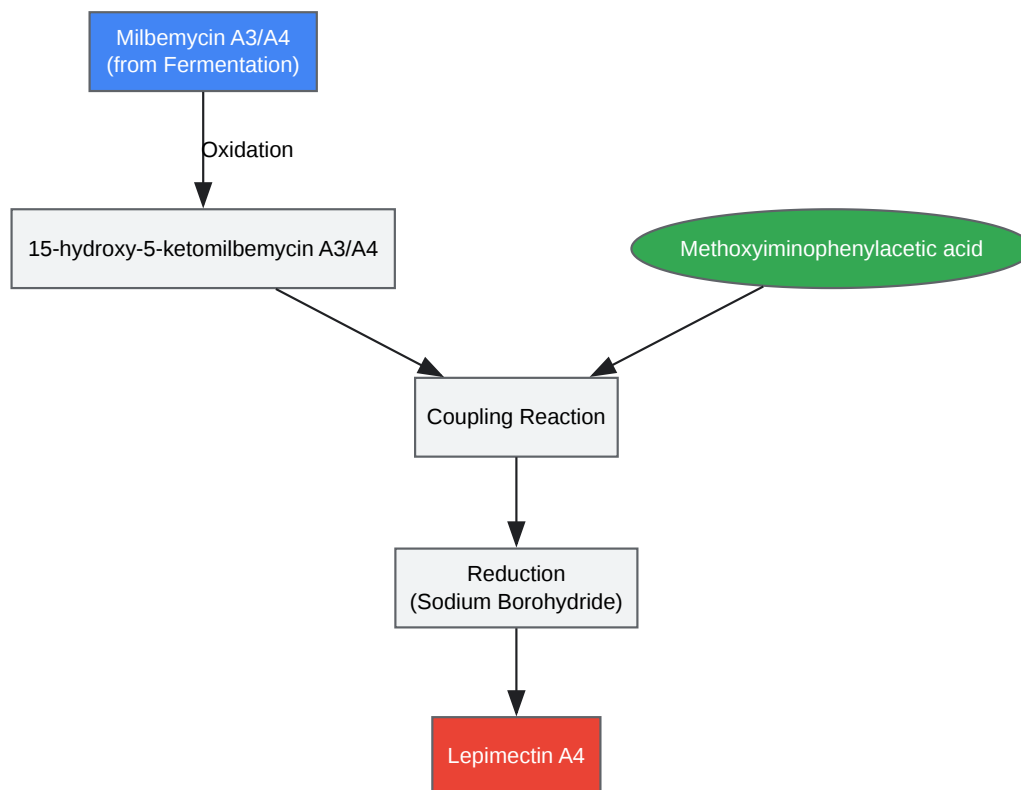 Milbemycin A3/A4
(from Fermentation)
Oxidation
15-hydroxy-5-ketomilbemycin A3/A4
Methoxyiminophenylacetic acid
Coupling Reaction
Reduction
(Sodium Borohydride)
Lepimectin A4